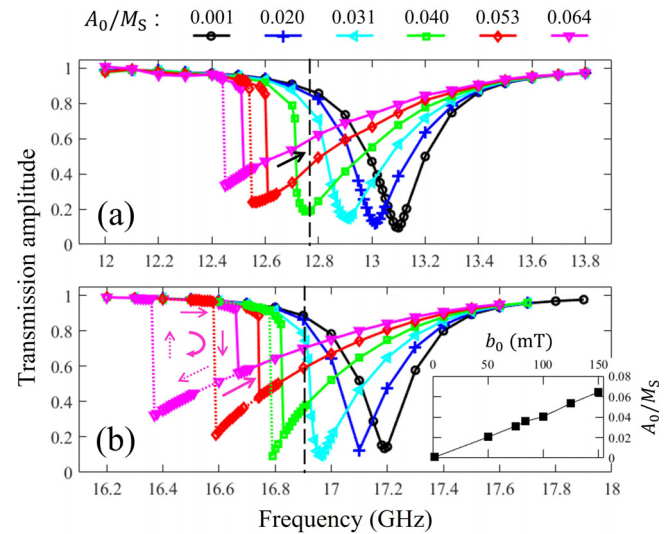 A₀/M_S : 0.001 0.020 0.031 0.040 0.053 0.064
1
0.8
0.6
0.4
0.2
0
(a)
12 12.2 12.4 12.6 12.8 13 13.2 13.4 13.6 13.8
Transmission amplitude
1
0.8
0.6
0.4
0.2
0
(b)
b₀ (mT)
0 50 100 150
0.08
0.06
0.04
0.02
0
A₀/M_S
16.2 16.4 16.6 16.8 17 17.2 17.4 17.6 17.8 18
Frequency (GHz)